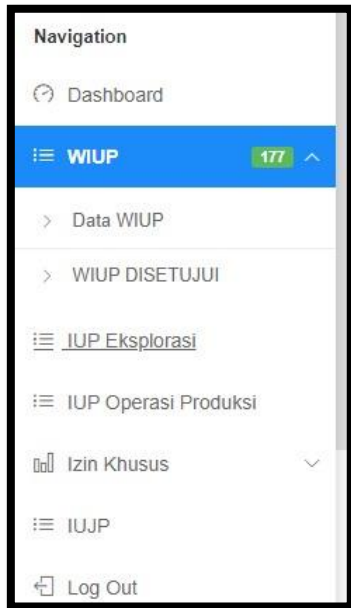 Navigation
Dashboard
WIUP 177
Data WIUP
WIUP DISETUJUI
IUP Eksplorasi
IUP Operasi Produksi
Izin Khusus
IUJP
Log Out